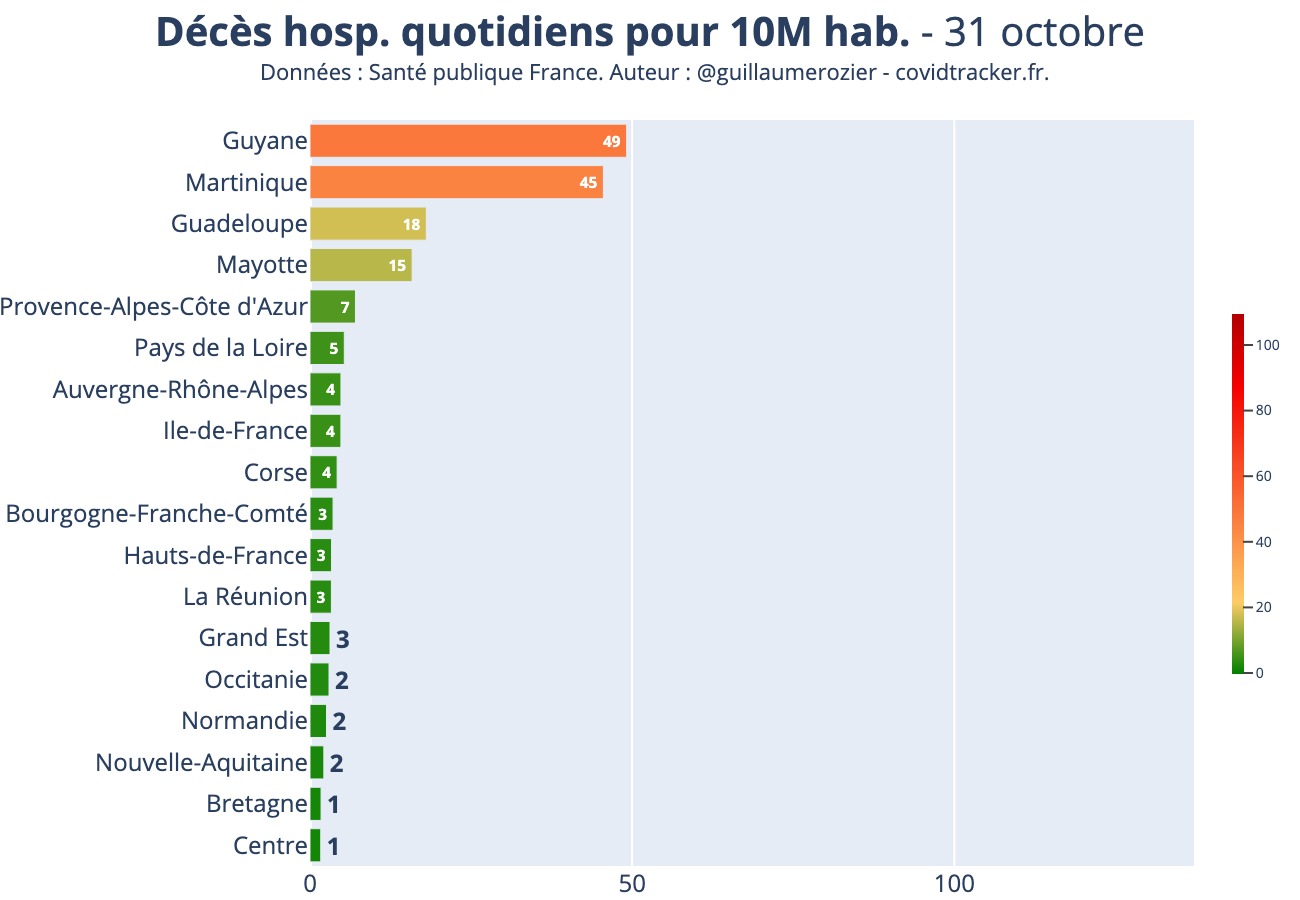 Décès hosp. quotidiens pour 10M hab. - 31 octobre
Données : Santé publique France. Auteur : @guillaumerozier - covidtracker.fr.
Guyane 49
Martinique 45
Guadeloupe 18
Mayotte 15
Provence-Alpes-Côte d'Azur 7
Pays de la Loire 5
Auvergne-Rhône-Alpes 4
Ile-de-France 4
Corse 4
Bourgogne-Franche-Comté 3
Hauts-de-France 3
La Réunion 3
Grand Est 3
Occitanie 2
Normandie 2
Nouvelle-Aquitaine 2
Bretagne 1
Centre 1
0 50 100
100
80
60
40
20
0